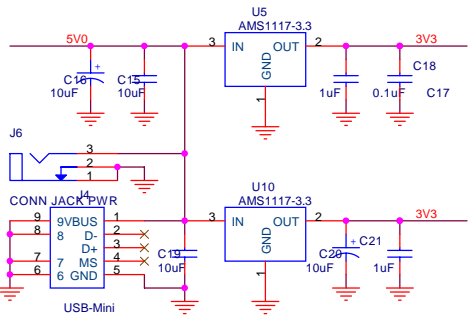 U5
AMS1117-3.3
5V0
3 IN OUT 2
3V3
GND
1
C16
10uF
C15
10uF
1uF
C18
0.1uF C17
J6
3
2
1
CONN JACK PWR
J4
9 9 VBUS 1
8 8 D- 2
D+ 3
7 7 MS 4
6 6 GND 5
USB-Mini
C19
10uF
U10
AMS1117-3.3
3 IN OUT 2
3V3
GND
1
C20
10uF
+ C21
1uF